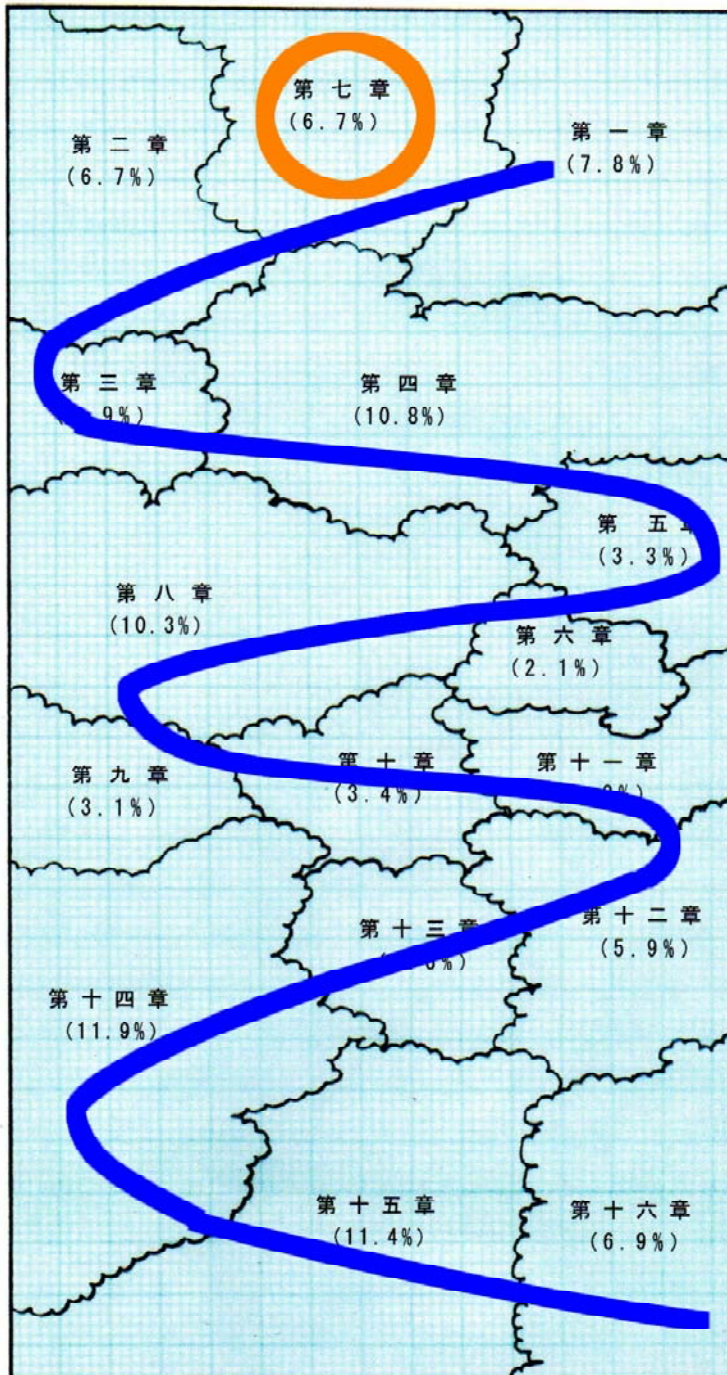 第七章
(6.7%)
第一章
(7.8%)
第二章
(6.7%)
第三章
第四章
(10.8%)
第五章
(3.3%)
第八章
(10.3%)
第六章
(2.1%)
第九章
(3.1%)
第十章
(3.4%)
第十一章
第十二章
(5.9%)
第十三章
第十四章
(11.9%)
第十五章
(11.4%)
第十六章
(6.9%)